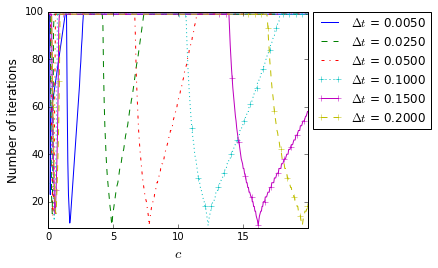 100
80
60
40
20
Number of iterations
0
5
10
15
c
Δt = 0.0050
Δt = 0.0250
Δt = 0.0500
Δt = 0.1000
Δt = 0.1500
Δt = 0.2000